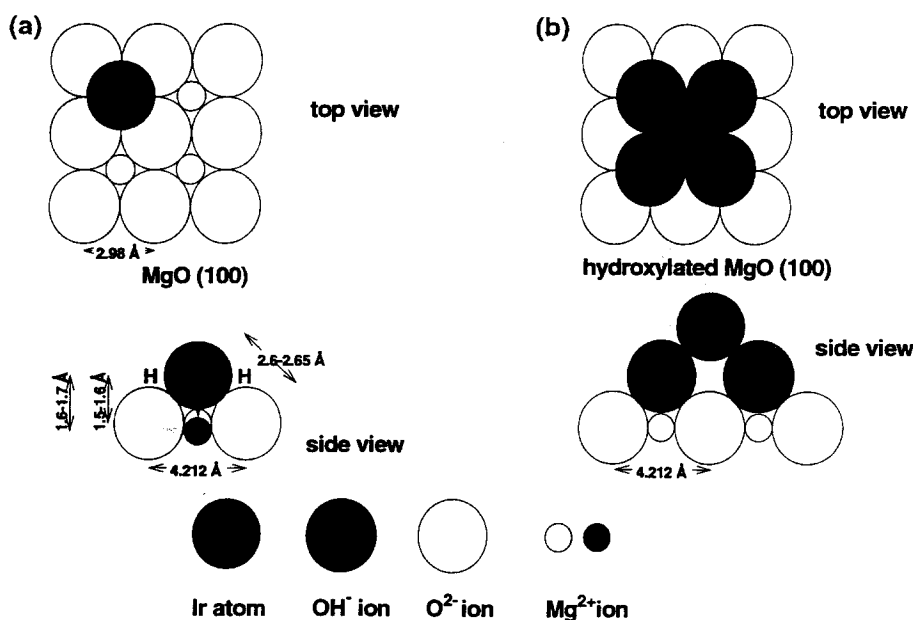 (a)
top view
2.98 Å
MgO (100)
H
H
2.6-2.65 Å
1.6-1.7 Å
1.5-1.6 Å
side view
4.212 Å
(b)
top view
hydroxylated MgO (100)
side view
4.212 Å
Ir atom
OH⁻ ion
O²⁻ ion
Mg²⁺ion